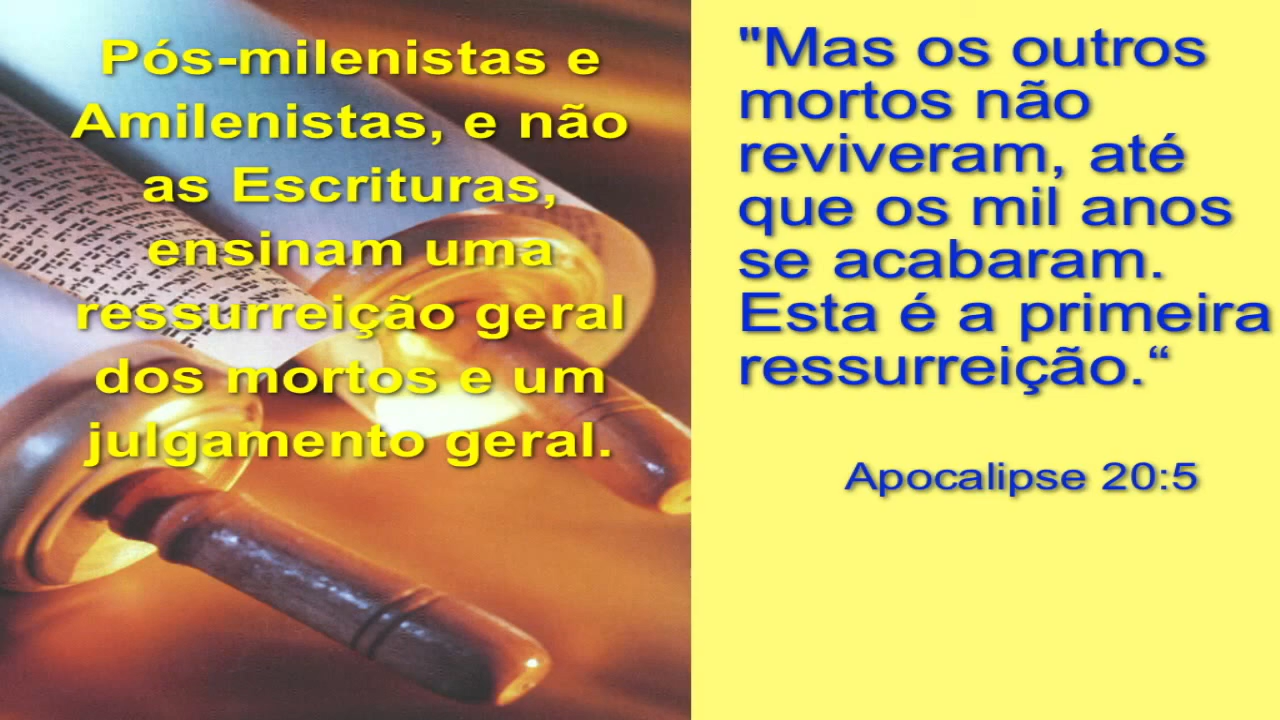 Pós-milenistas e
Amilenistas, e não
as Escrituras,
ensinam uma
ressurreição geral
dos mortos e um
julgamento geral.
"Mas os outros
mortos não
reviveram, até
que os mil anos
se acabaram.
Esta é a primeira
ressurreição.“
Apocalipse 20:5